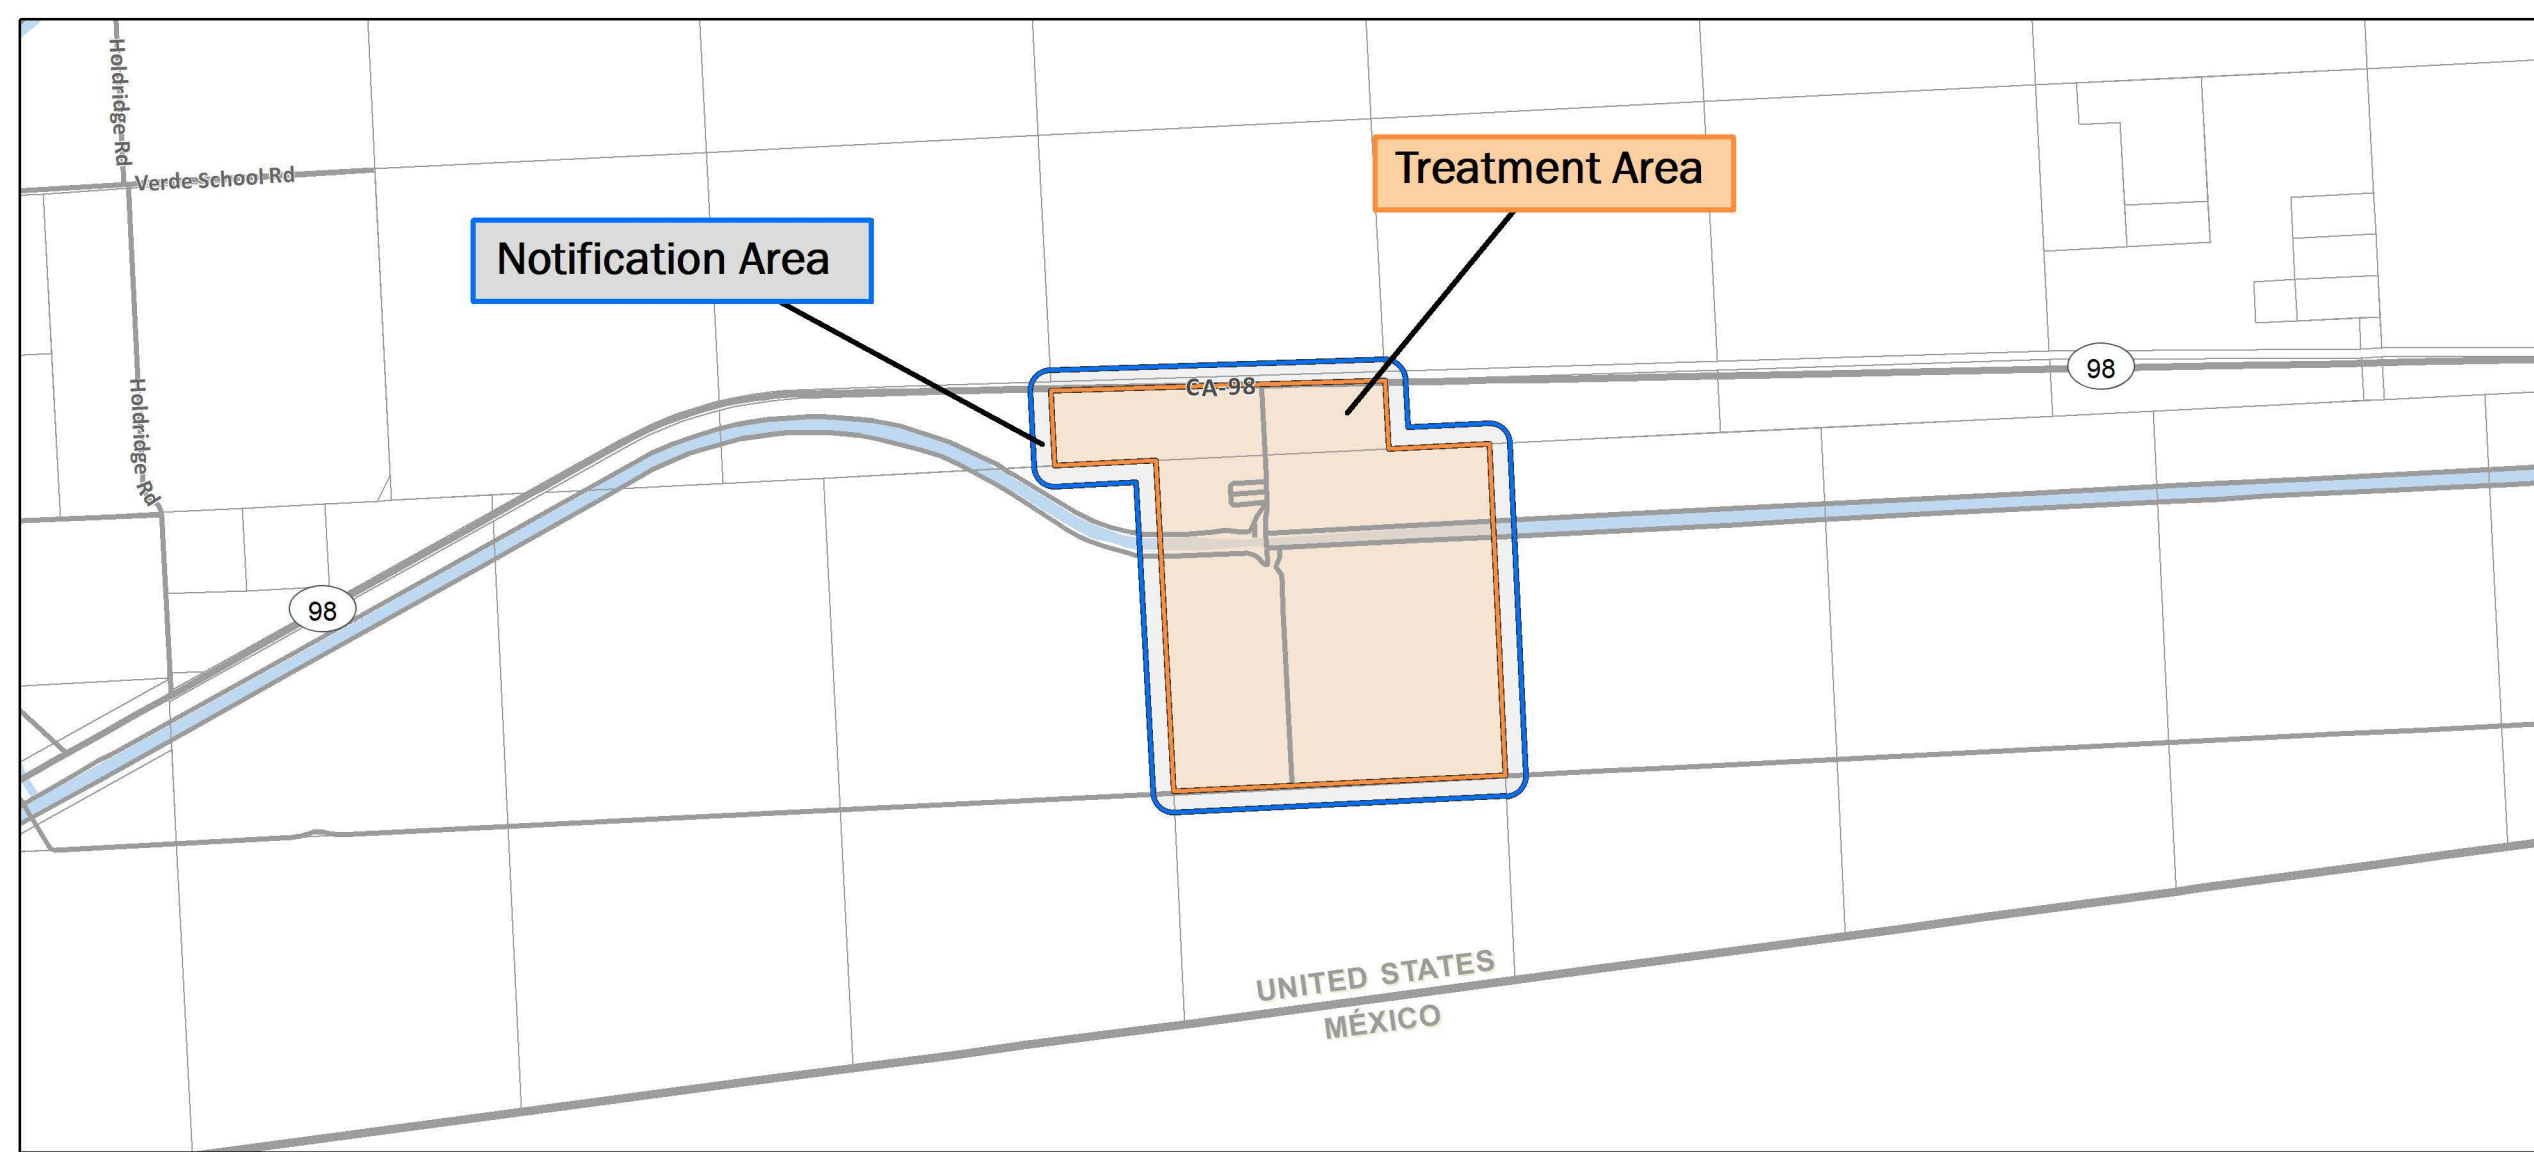 Holdridge Rd
Verde School Rd
Treatment Area
Notification Area
CA-98
98
Holdridge Rd
98
UNITED STATES
MÉXICO